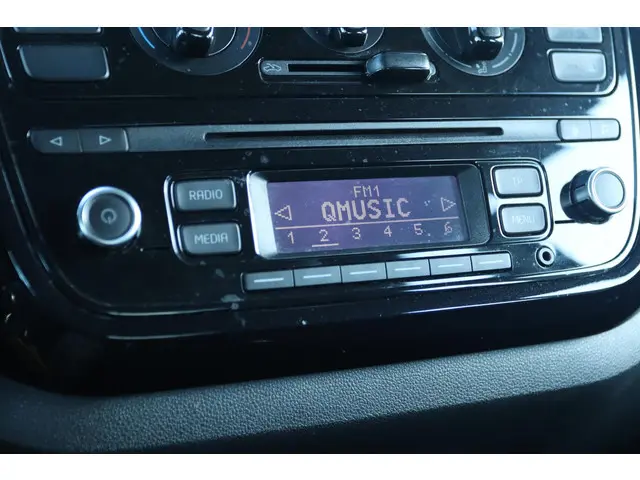 RADIO
MEDIA
FM1
QMUSIC
1 2 3 4 5 6
TP
MENU